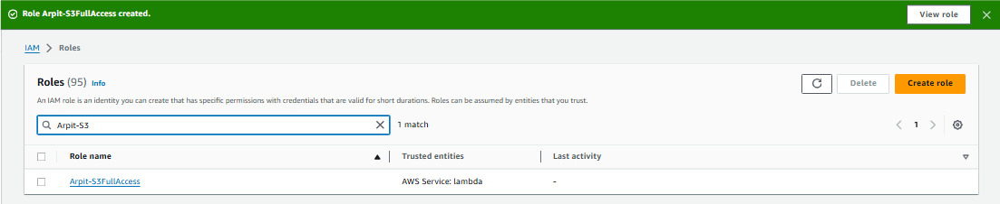 Role Arpit-S3FullAccess created.
View role
IAM > Roles
Roles (95) Info
Delete
Create role
An IAM role is an identity you can create that has specific permissions with credentials that are valid for short durations. Roles can be assumed by entities that you trust.
Arpit-S3
1 match
1
Role name
Trusted entities
Last activity
Arpit-S3FullAccess
AWS Service: lambda
-